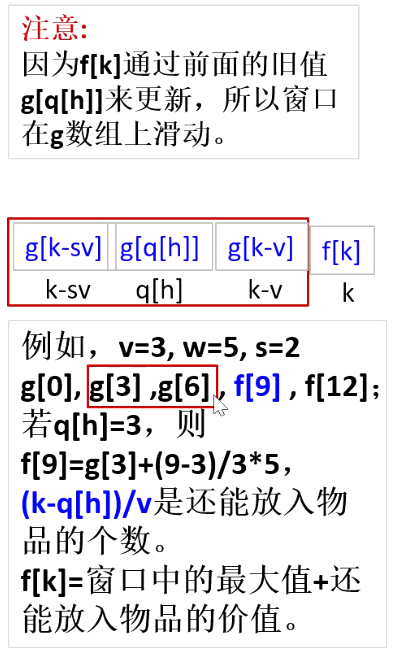 注意:
因为f[k]通过前面的旧值
g[q[h]]来更新，所以窗口
在g数组上滑动。
g[k-sv] g[q[h]] g[k-v] f[k]
k-sv q[h] k-v k
例如，v=3, w=5, s=2
g[0], g[3] ,g[6] , f[9] , f[12]；
若q[h]=3，则
f[9]=g[3]+(9-3)/3*5，
(k-q[h])/v是还能放入物
品的个数。
f[k]=窗口中的最大值+还
能放入物品的价值。